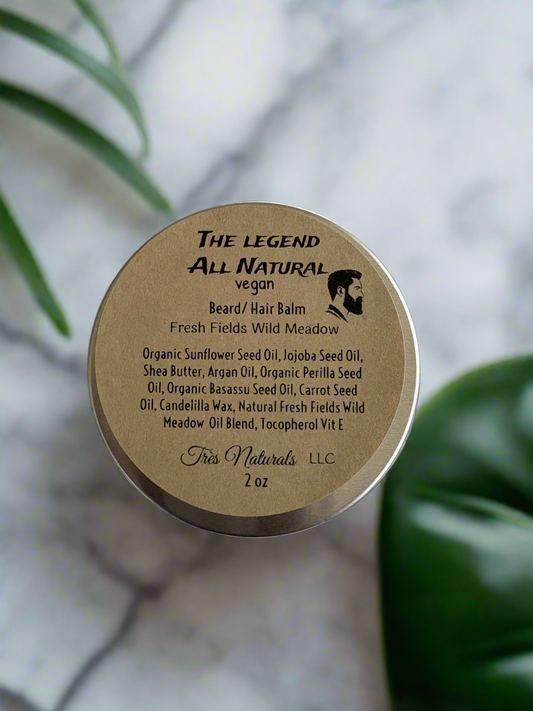 THE LEGEND
ALL NATURAL
vegan
Beard/ Hair Balm
Fresh Fields Wild Meadow
Organic Sunflower Seed Oil, Jojoba Seed Oil,
Shea Butter, Argan Oil, Organic Perilla Seed
Oil, Organic Basassu Seed Oil, Carrot Seed
Oil, Candelilla Wax, Natural Fresh Fields Wild
Meadow Oil Blend, Tocopherol Vit E
Très Naturals LLC
2 oz